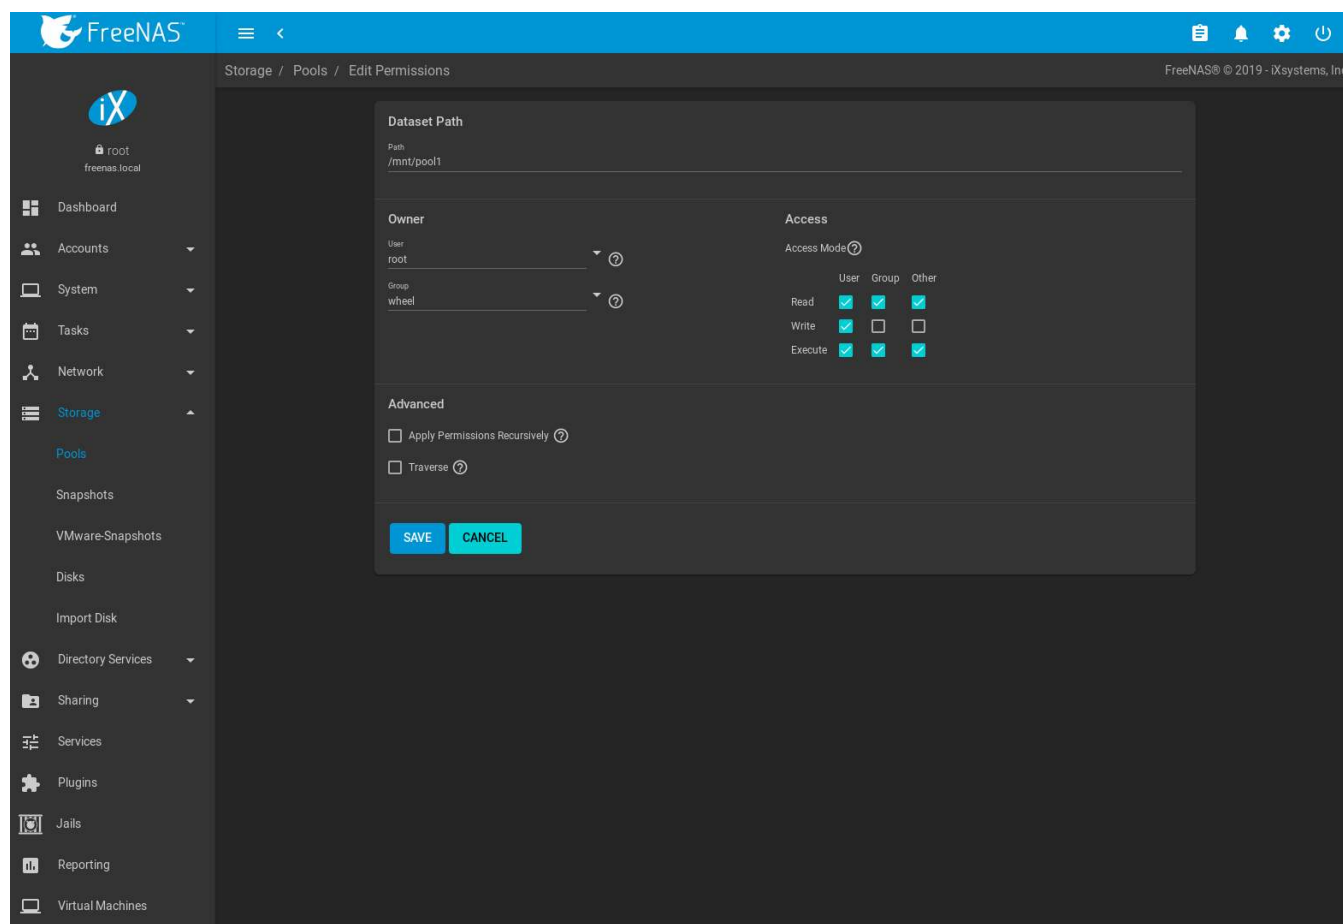 FreeNAS™
Storage / Pools / Edit Permissions
FreeNAS® © 2019 - iXsystems, Inc
iX
root
freenas.local
Dashboard
Accounts
System
Tasks
Network
Storage
Pools
Snapshots
VMware-Snapshots
Disks
Import Disk
Directory Services
Sharing
Services
Plugins
Jails
Reporting
Virtual Machines
Dataset Path
Path
/mnt/pool1
Owner
User
root
Group
wheel
Access
Access Mode
User Group Other
Read
Write
Execute
Advanced
Apply Permissions Recursively
Traverse
SAVE CANCEL